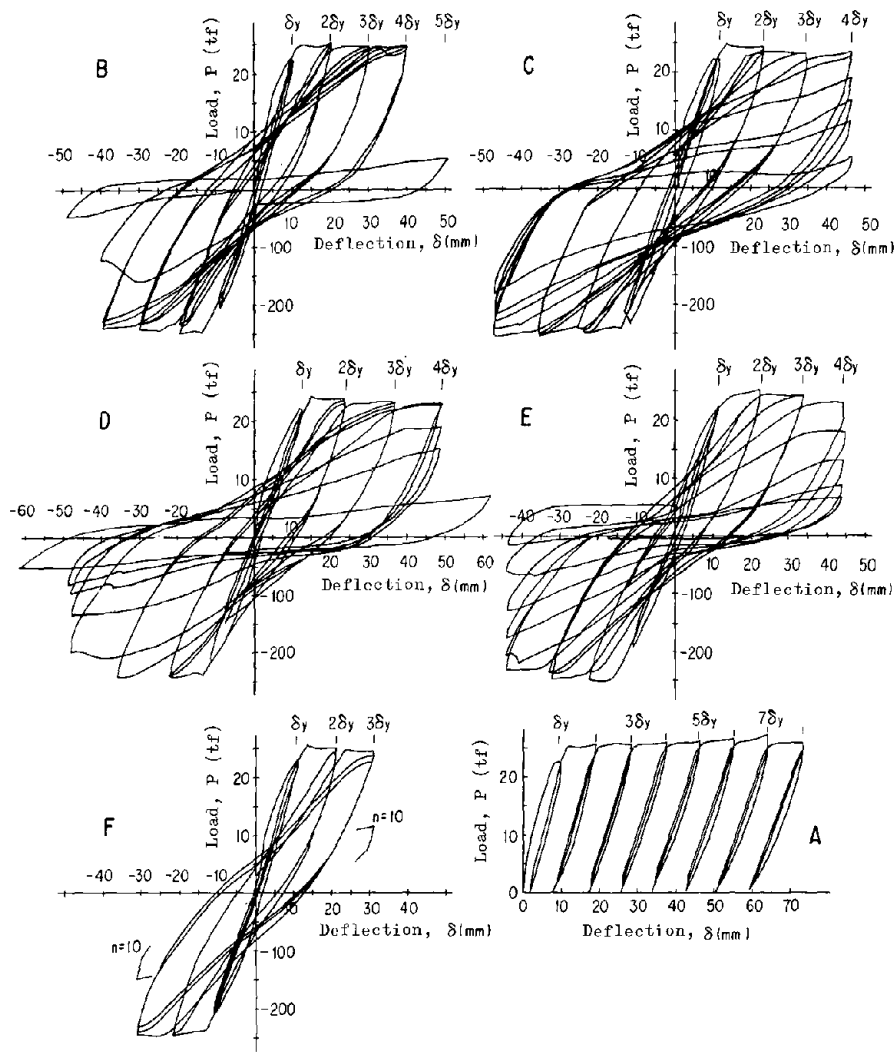 B
Load, P (tf)
δy 2δy 3δy 4δy 5δy
20
10
-50 -40 -30 -20 -10
10 20 30 40 50
Deflection, δ(mm)
-100
-200
C
Load, P (tf)
δy 2δy 3δy 4δy
20
10
-50 -40 -30 -20 -10
10 20 30 40 50
Deflection, δ(mm)
-100
-200
D
Load, P (tf)
δy 2δy 3δy 4δy
20
10
-60 -50 -40 -30 -20
10 20 30 40 50 60
Deflection, δ(mm)
-100
-200
E
Load, P (tf)
δy 2δy 3δy 4δy
20
10
-50 -40 -30 -20 -10
10 20 30 40 50
Deflection, δ(mm)
-100
-200
F
Load, P (tf)
δy 2δy 3δy
20
10
-40 -30 -20 -10
n=10
10 20 30 40 50
Deflection, δ(mm)
n=10
-100
-200
A
Load, P (tf)
δy 3δy 5δy 7δy
20
10
0
0 10 20 30 40 50 60 70
Deflection, δ(mm)